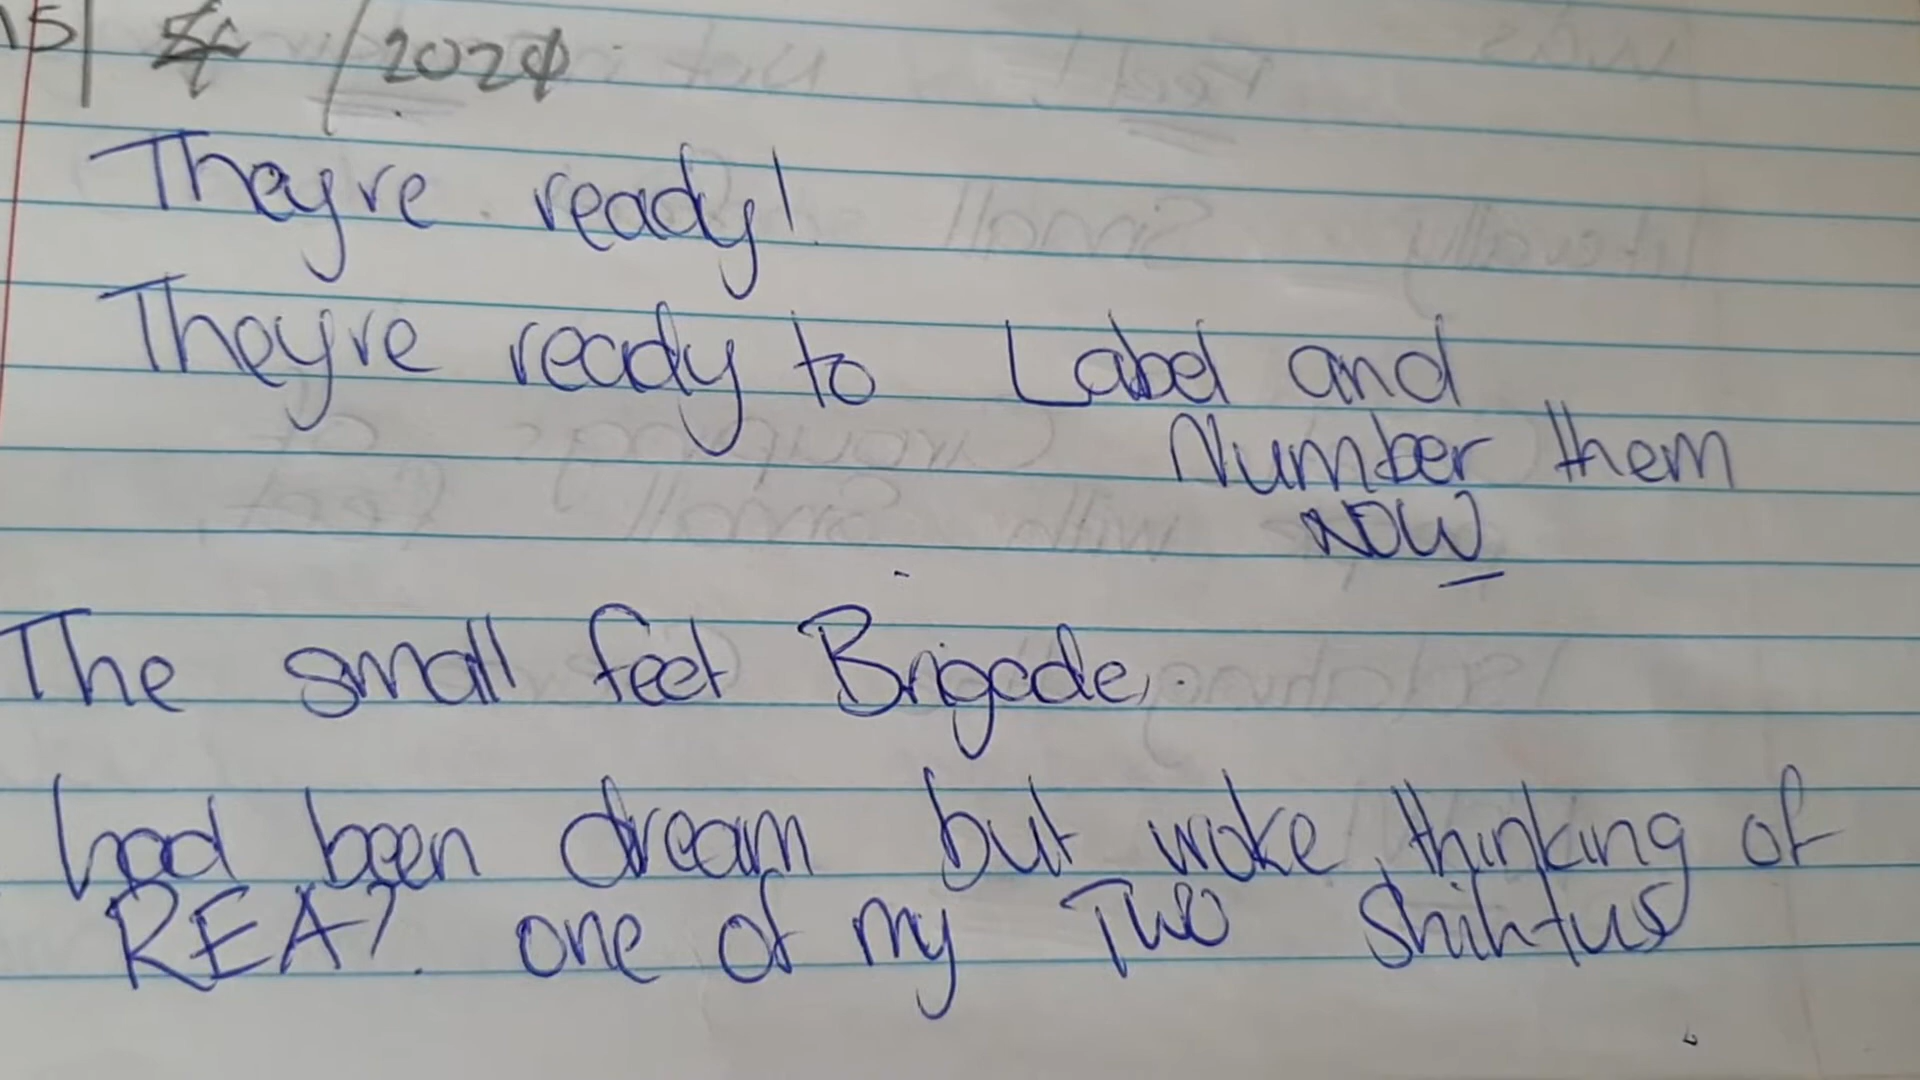 15/ /2021
Theyre ready!
Theyre ready to Label and
Number them
NOW
The small feet Brigade.
had been dream but woke, thinking of
REA? one of my Two Shihtus